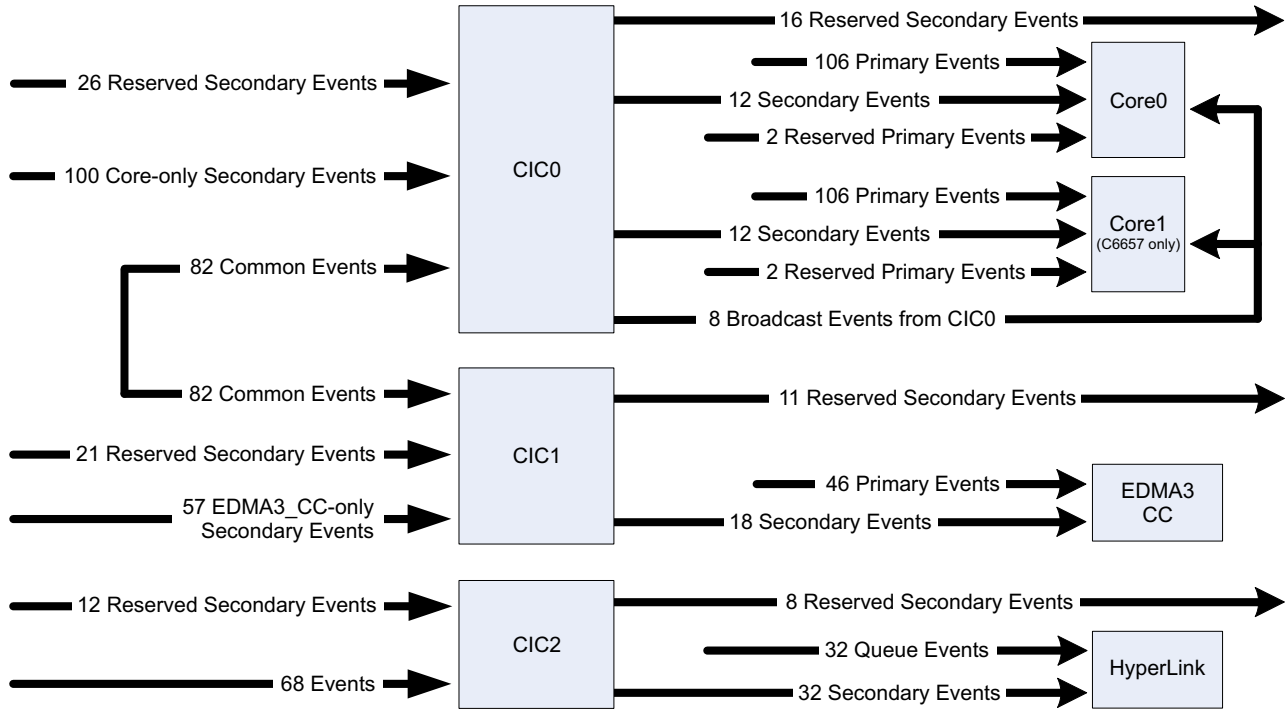 16 Reserved Secondary Events
26 Reserved Secondary Events
106 Primary Events
12 Secondary Events
Core0
2 Reserved Primary Events
100 Core-only Secondary Events
CIC0
106 Primary Events
12 Secondary Events
Core1
(C6657 only)
82 Common Events
2 Reserved Primary Events
8 Broadcast Events from CIC0
82 Common Events
11 Reserved Secondary Events
21 Reserved Secondary Events
CIC1
46 Primary Events
EDMA3
CC
57 EDMA3_CC-only
Secondary Events
18 Secondary Events
12 Reserved Secondary Events
8 Reserved Secondary Events
CIC2
32 Queue Events
HyperLink
68 Events
32 Secondary Events